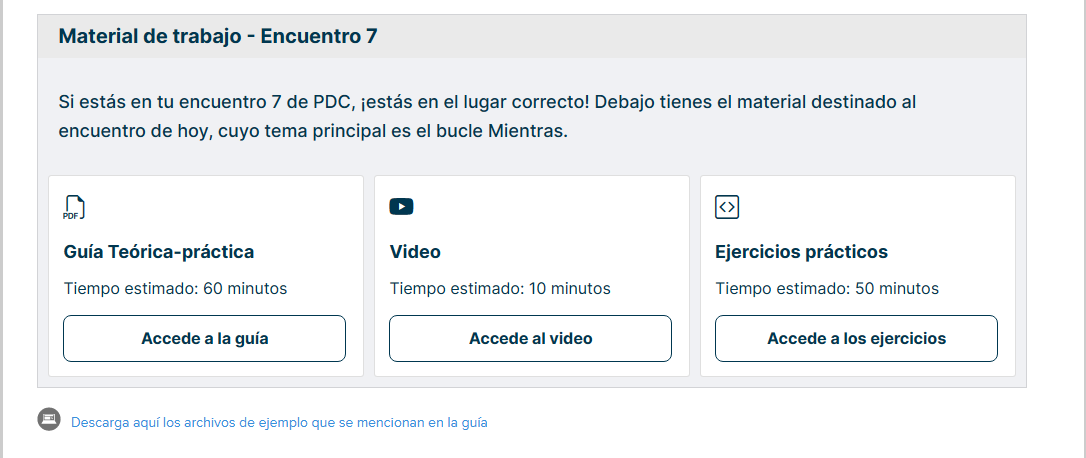 Material de trabajo - Encuentro 7
Si estás en tu encuentro 7 de PDC, ¡estás en el lugar correcto! Debajo tienes el material destinado al
encuentro de hoy, cuyo tema principal es el bucle Mientras.
PDF
Guía Teórica-práctica
Tiempo estimado: 60 minutos
Accede a la guía
Video
Tiempo estimado: 10 minutos
Accede al video
Ejercicios prácticos
Tiempo estimado: 50 minutos
Accede a los ejercicios
Descarga aquí los archivos de ejemplo que se mencionan en la guía